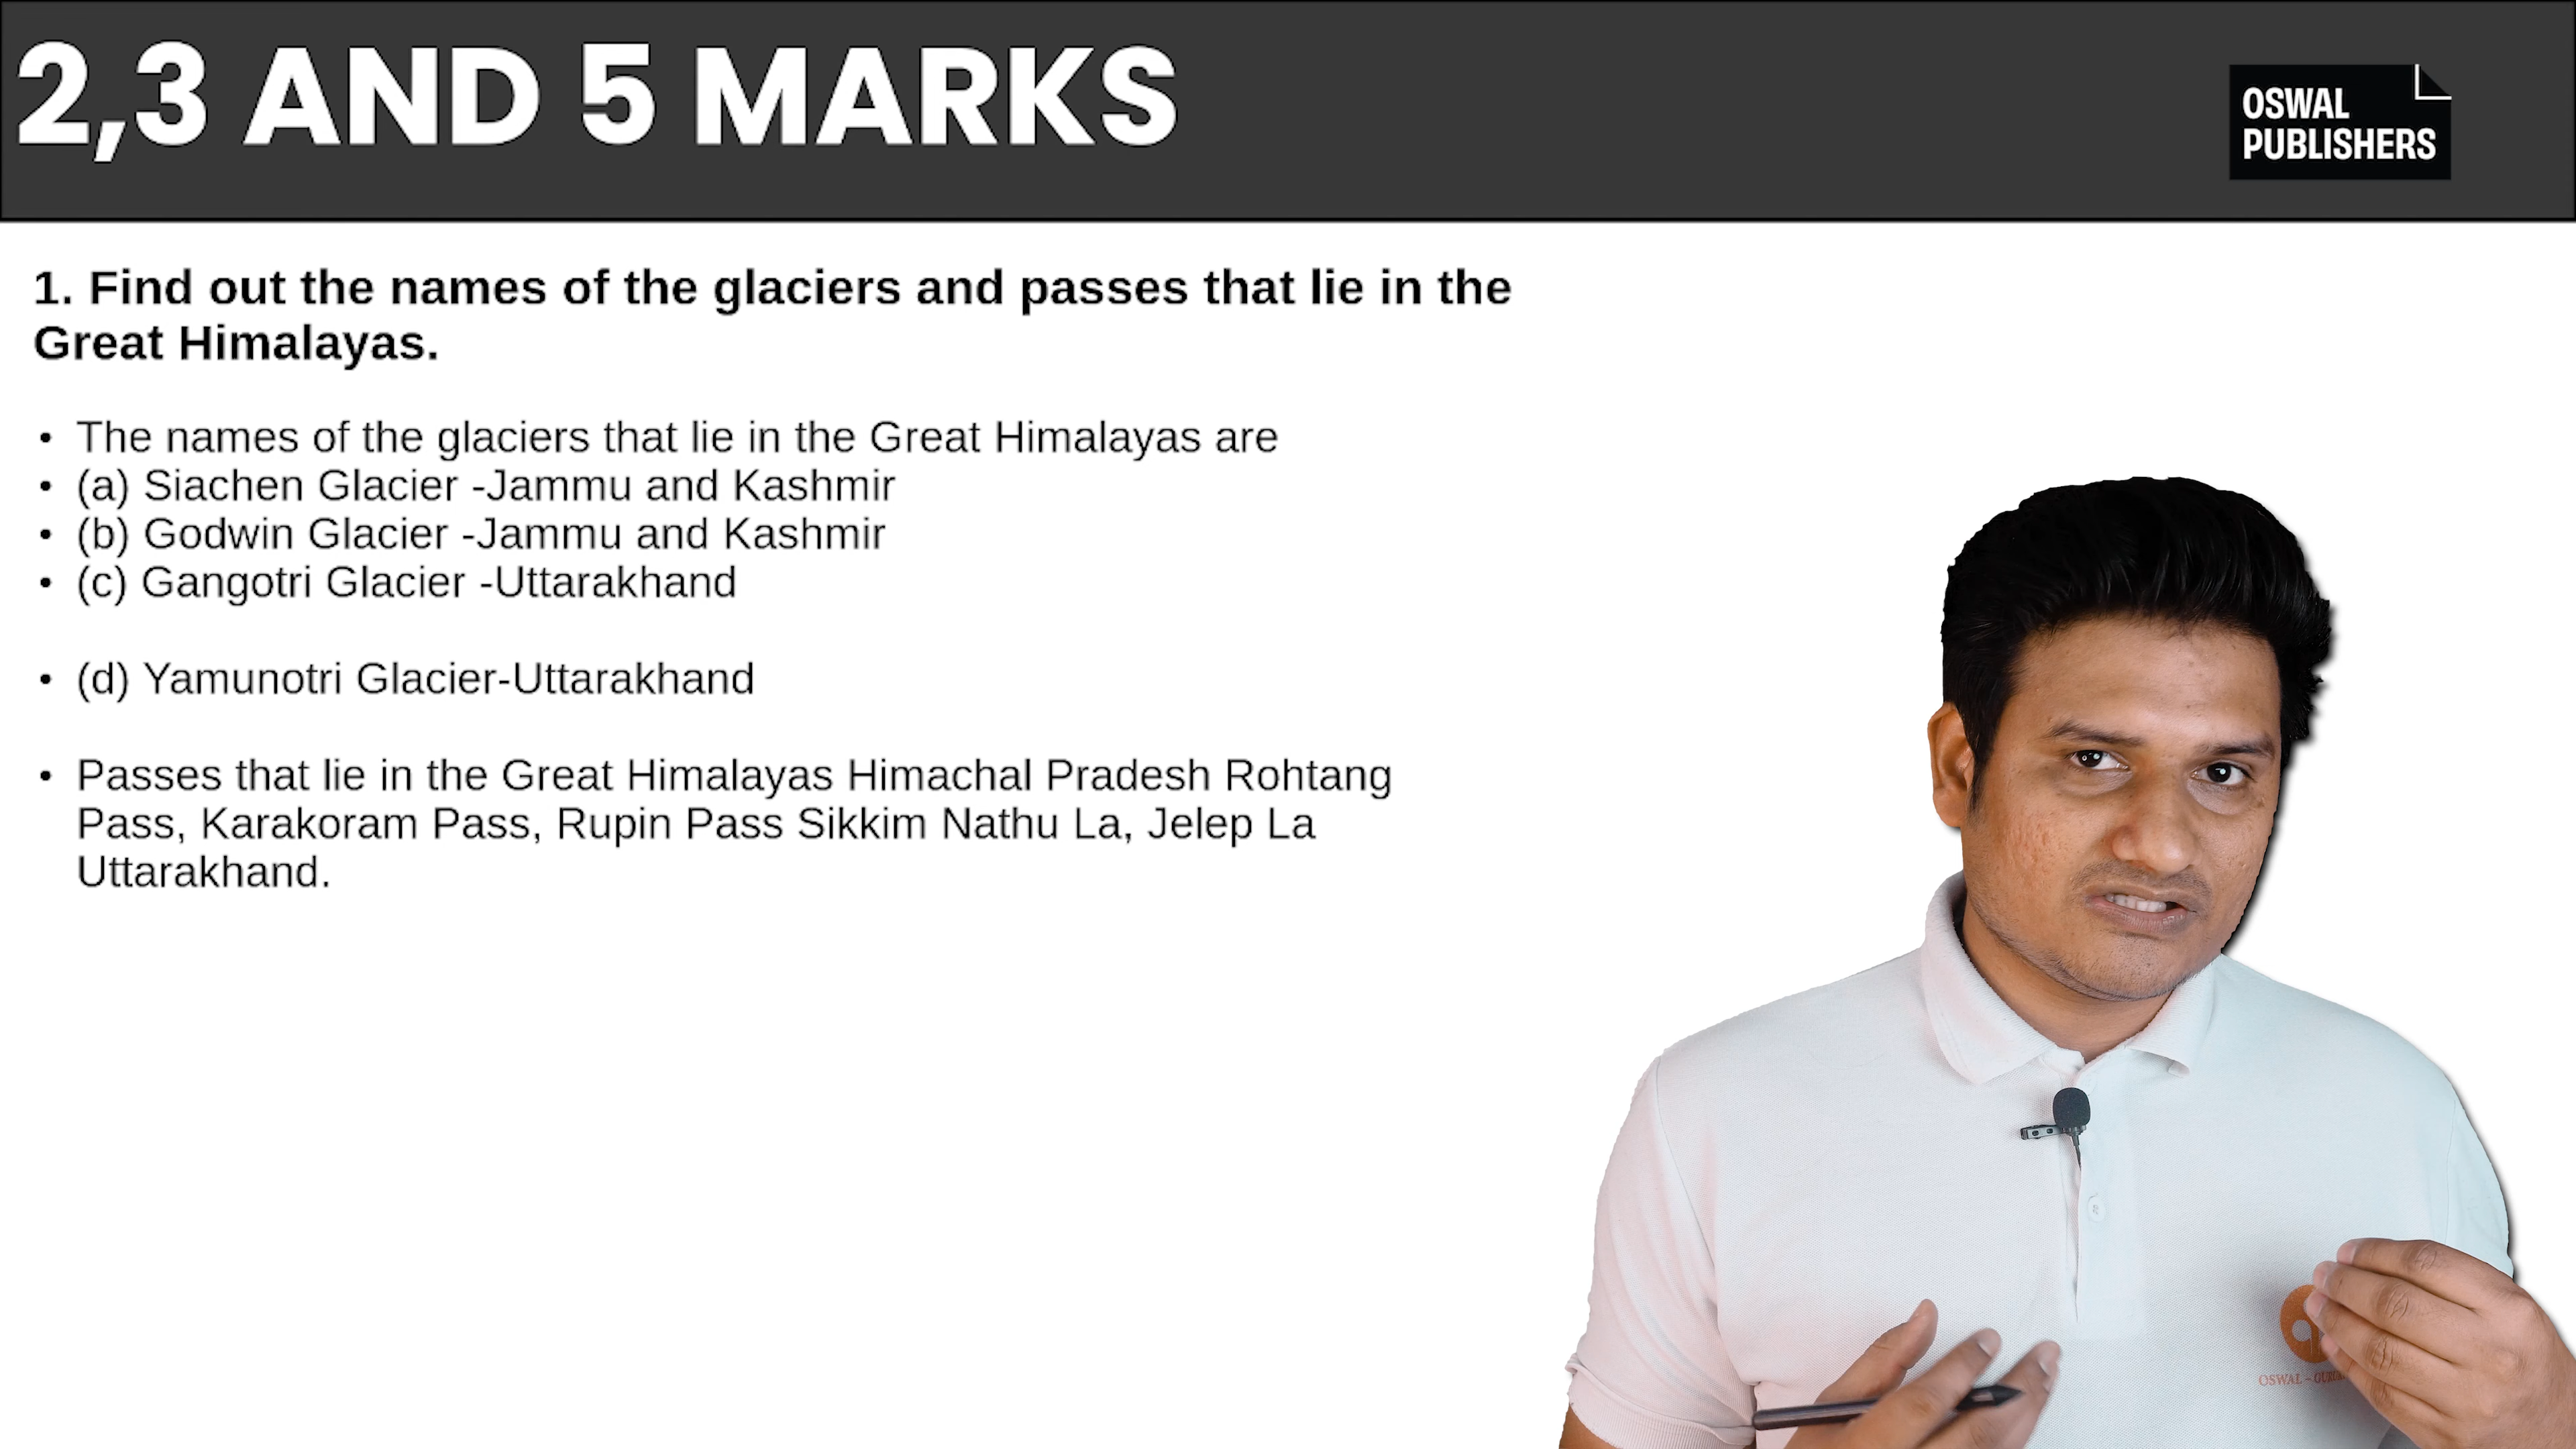 2,3 AND 5 MARKS
OSWAL
PUBLISHERS
1. Find out the names of the glaciers and passes that lie in the
Great Himalayas.
• The names of the glaciers that lie in the Great Himalayas are
• (a) Siachen Glacier -Jammu and Kashmir
• (b) Godwin Glacier -Jammu and Kashmir
• (c) Gangotri Glacier -Uttarakhand
• (d) Yamunotri Glacier-Uttarakhand
• Passes that lie in the Great Himalayas Himachal Pradesh Rohtang
Pass, Karakoram Pass, Rupin Pass Sikkim Nathu La, Jelep La
Uttarakhand.
OSWAL -